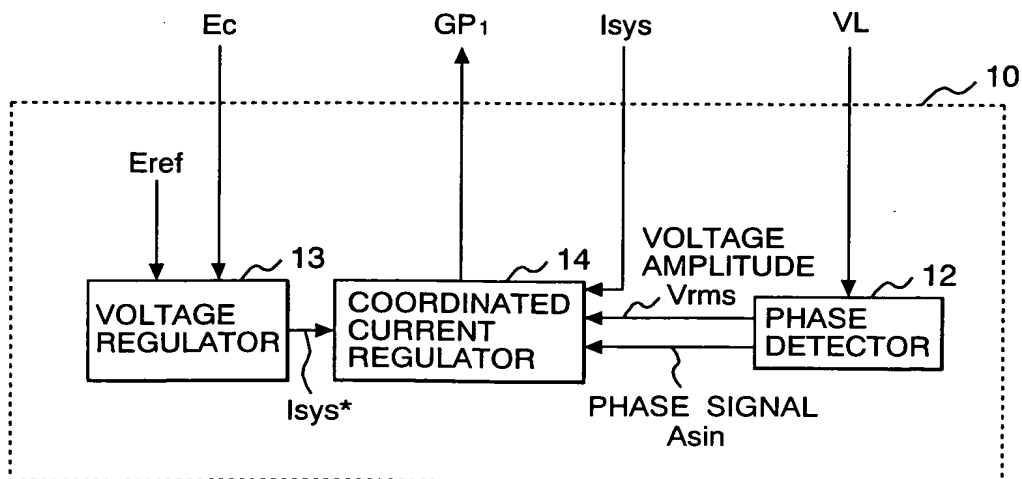 Ec
GP1
Isys
VL
10
Eref
13
VOLTAGE
REGULATOR
Isys*
14
COORDINATED
CURRENT
REGULATOR
VOLTAGE
AMPLITUDE
Vrms
12
PHASE
DETECTOR
PHASE SIGNAL
Asin